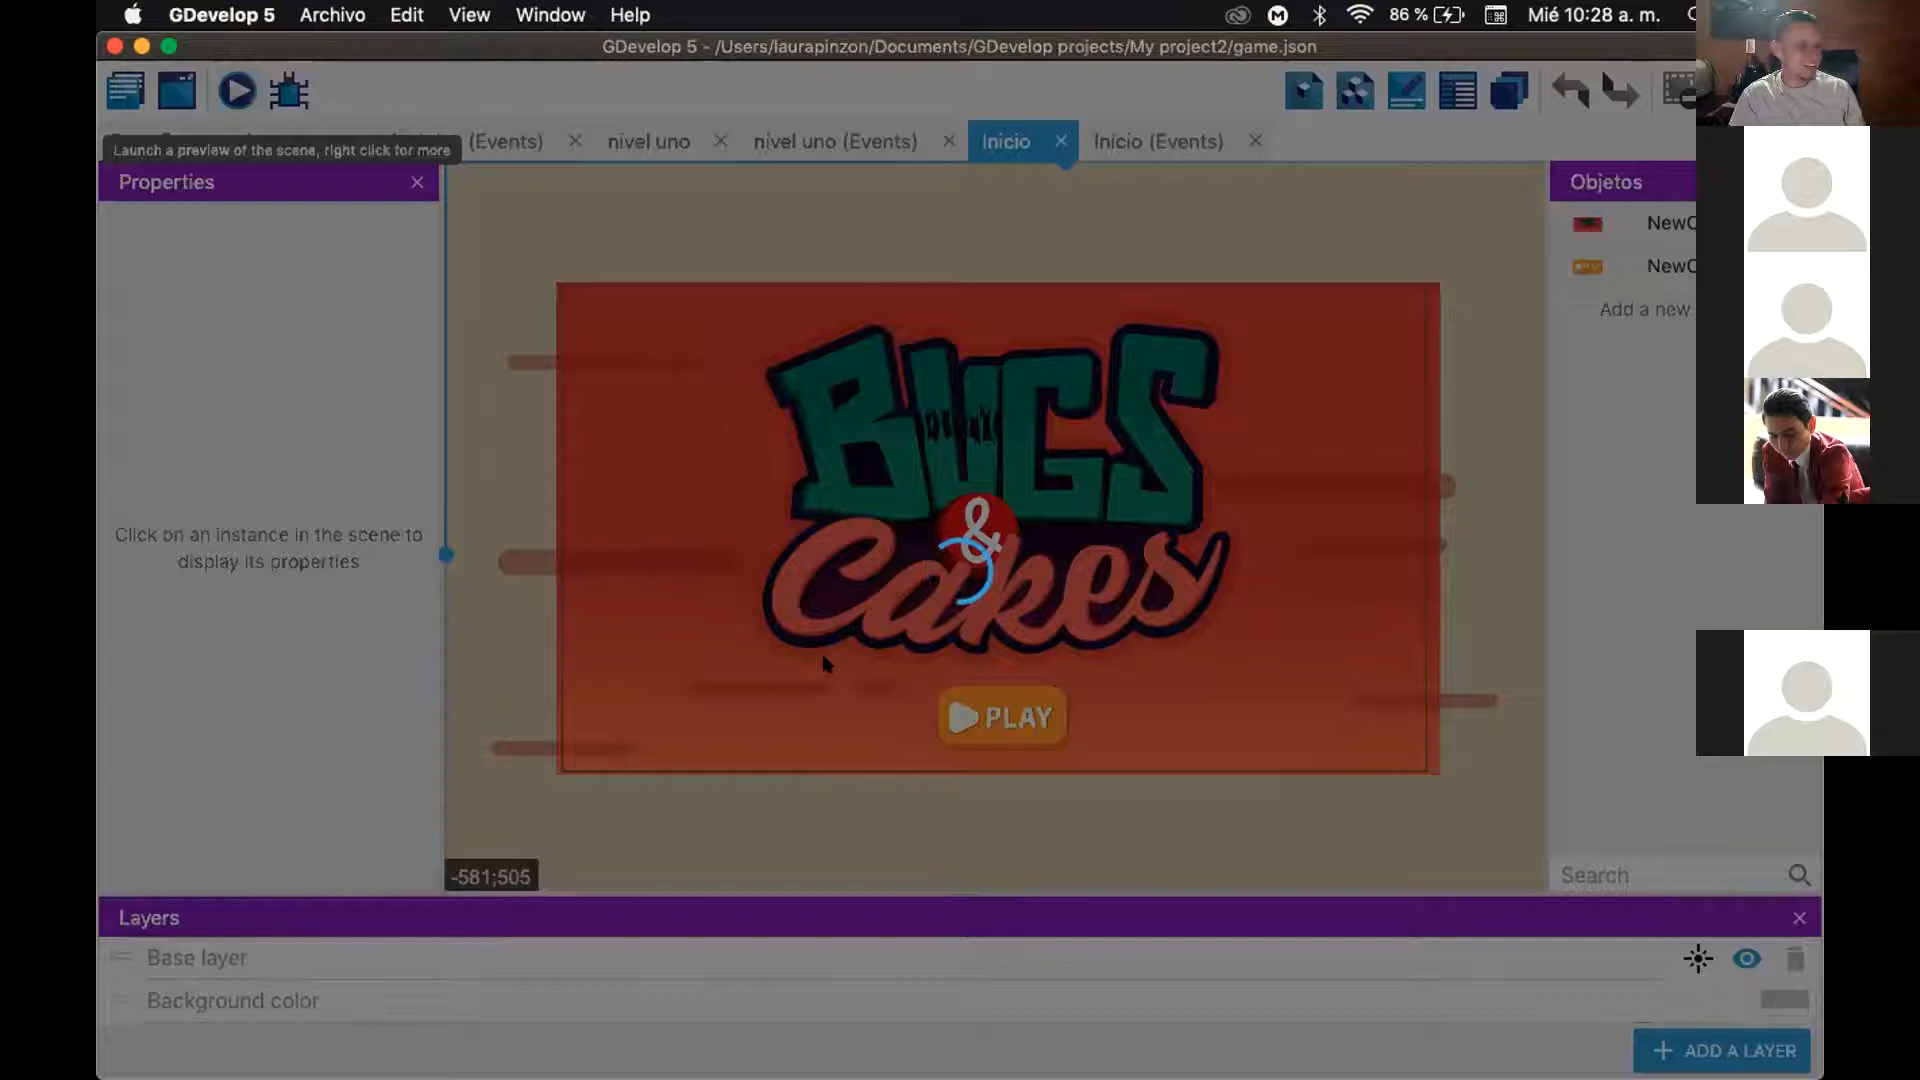 GDevelop 5 Archivo Edit View Window Help 86 % Mié 10:28 a. m.
GDevelop 5 - /Users/laurapinzon/Documents/GDevelop projects/My project2/game.json
(Events) nivel uno nivel uno (Events) Inicio Inicio (Events)
Launch a preview of the scene, right click for more
Properties
Objetos
NewO
NewO
Add a new
BUGS
&
Cakes
Click on an instance in the scene to
display its properties
PLAY
-581;505
Search
Layers
Base layer
Background color
ADD A LAYER